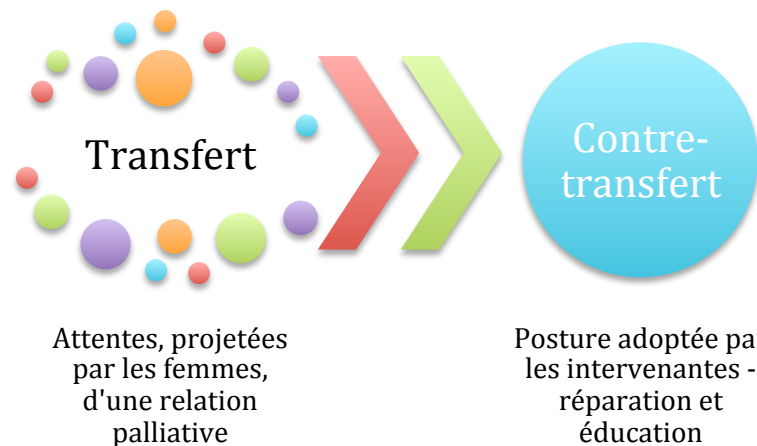 Transfert
Contre-
transfert
Attentes, projetées
par les femmes,
d'une relation
palliative
Posture adoptée pa
les intervenantes -
réparation et
éducation